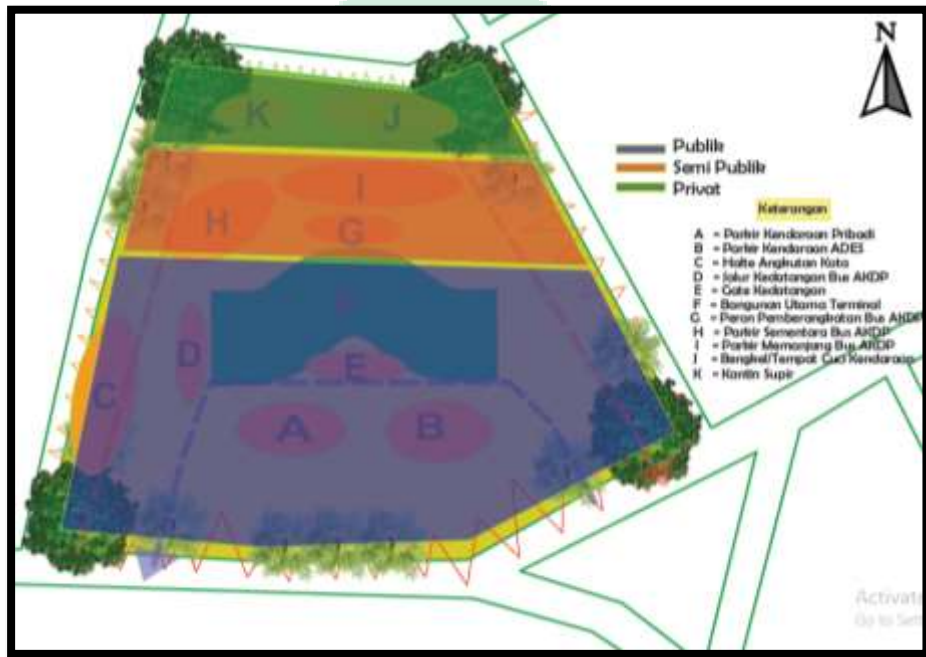 N
Publik
Semi Publik
Privat
Keterangan
A = Parkir Kendaraan Pribadi
B = Parkir Kendaraan ADES
C = Halte Angkutan Kota
D = Jalur Kedatangan Bus AKDP
E = Gate Kedatangan
F = Bangunan Utama Terminal
G = Peron Pemberangkatan Bus AKDP
H = Parkir Sementara Bus AKDP
I = Parkir Memanjang Bus AKDP
J = Bengkel/Tempat Cuci Kendaraan
K = Kantin Supir
K
J
I
H
G
D
E
C
A
B
Activate
Go to Sett